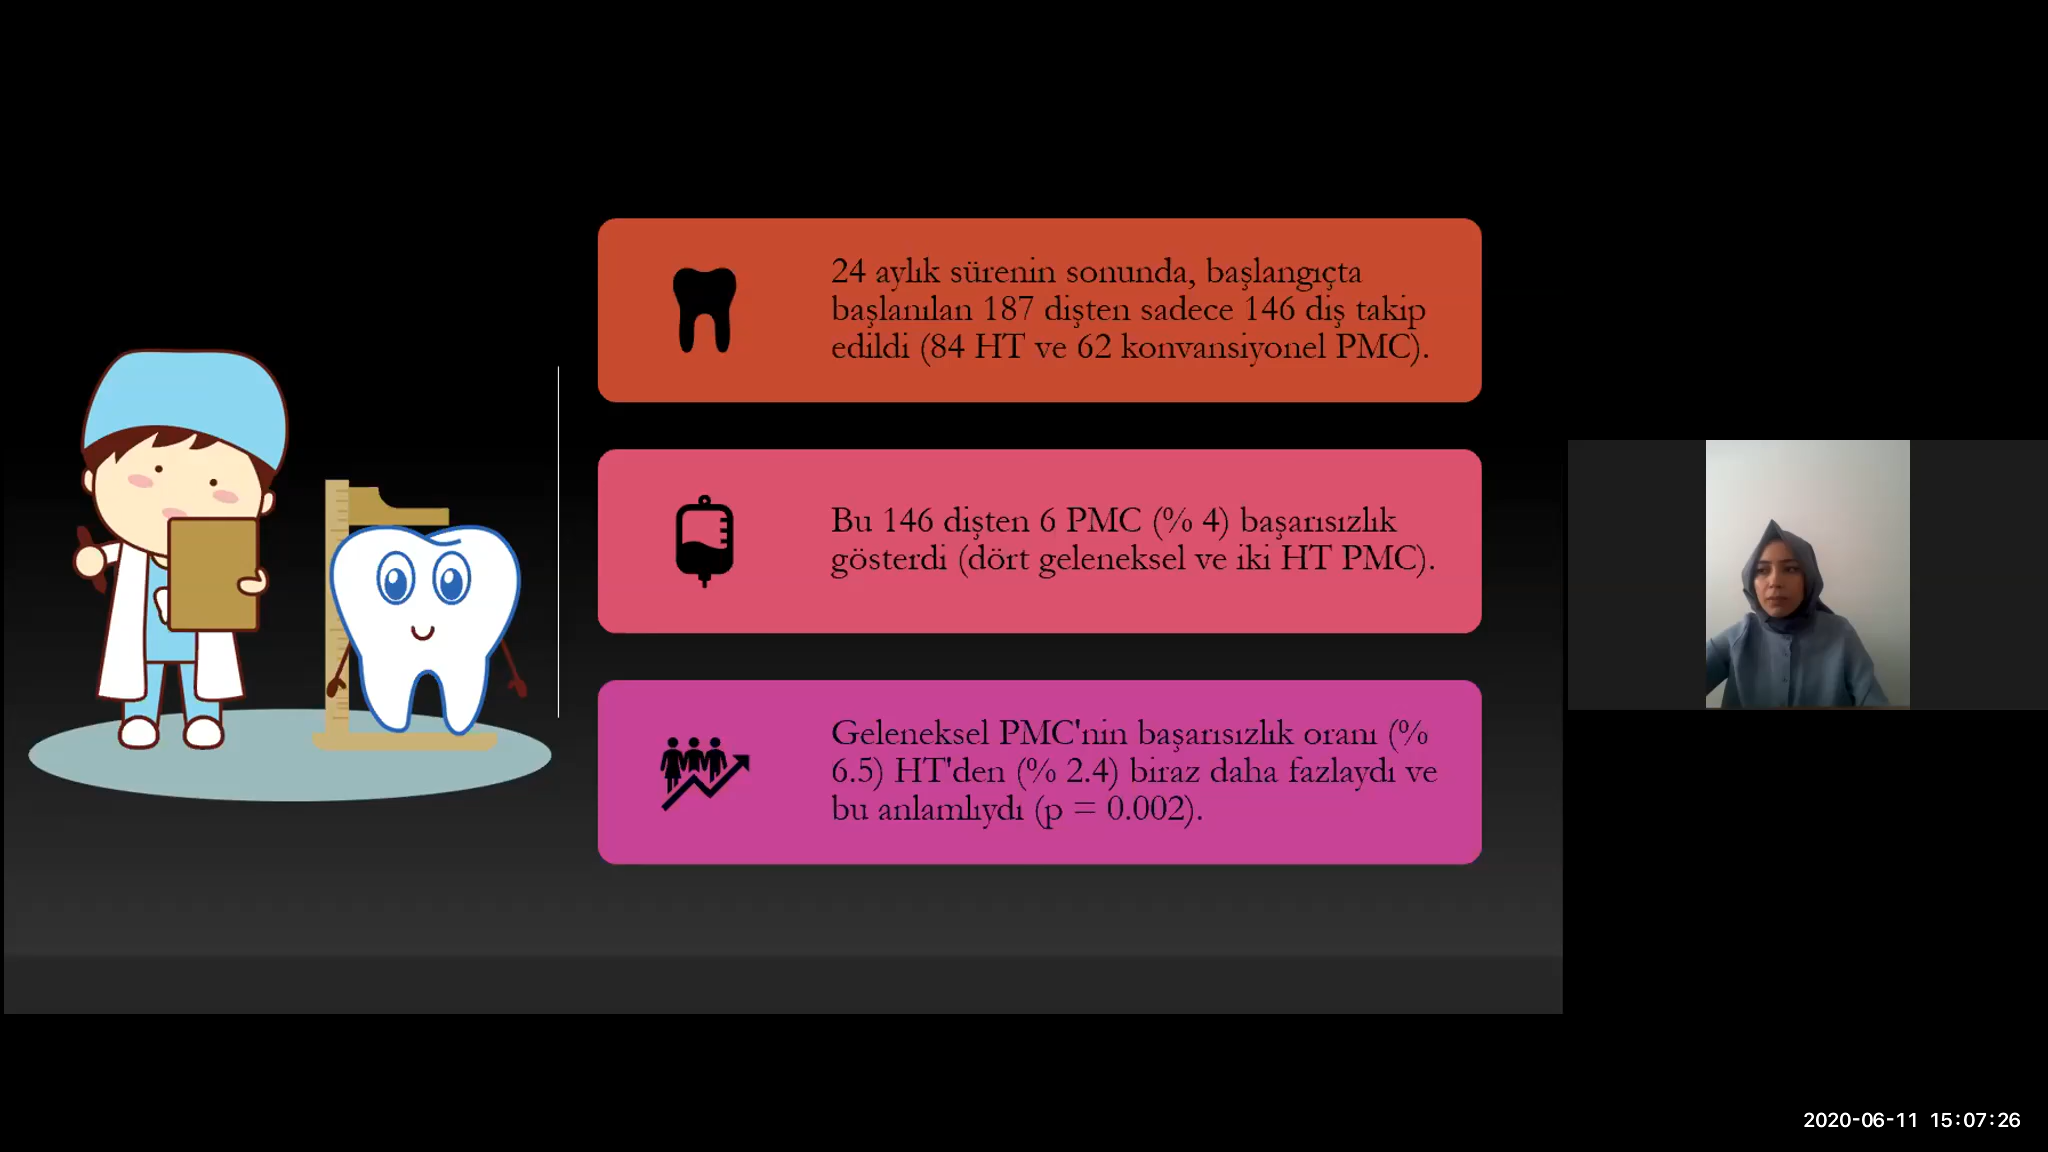 24 aylık sürenin sonunda, başlangıçta
başlanılan 187 dişten sadece 146 diş takip
edildi (84 HT ve 62 konvansiyonel PMC).
Bu 146 dişten 6 PMC (% 4) başarısızlık
gösterdi (dört geleneksel ve iki HT PMC).
Geleneksel PMC'nin başarısızlık oranı (%
6.5) HT'den (% 2.4) biraz daha fazlaydı ve
bu anlamlıydı (p = 0.002).
2020-06-11 15:07:26